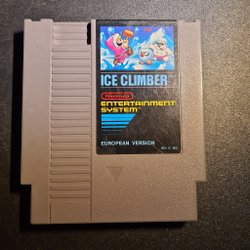 ICE CLIMBER
Nintendo
ENTERTAINMENT
SYSTEM
EUROPEAN VERSION